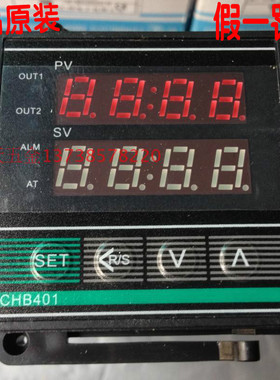 原装
假一
PV
OUT1
OUT2
SV
ALM
AT
SET
R/S
CHB401